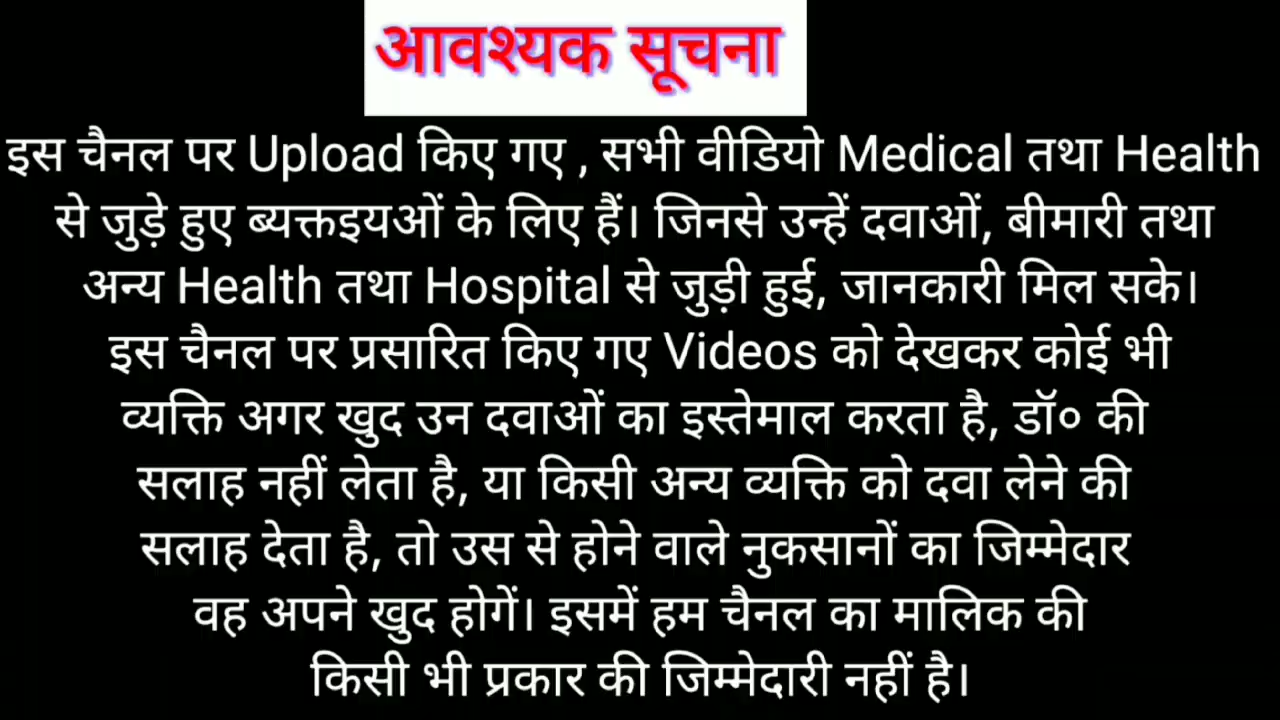 आवश्यक सूचना
इस चैनल पर Upload किए गए , सभी वीडियो Medical तथा Health
से जुड़े हुए ब्यक्तइयओं के लिए हैं। जिनसे उन्हें दवाओं, बीमारी तथा
अन्य Health तथा Hospital से जुड़ी हुई, जानकारी मिल सके।
इस चैनल पर प्रसारित किए गए Videos को देखकर कोई भी
व्यक्ति अगर खुद उन दवाओं का इस्तेमाल करता है, डॉ० की
सलाह नहीं लेता है, या किसी अन्य व्यक्ति को दवा लेने की
सलाह देता है, तो उस से होने वाले नुकसानों का जिम्मेदार
वह अपने खुद होगें। इसमें हम चैनल का मालिक की
किसी भी प्रकार की जिम्मेदारी नहीं है।